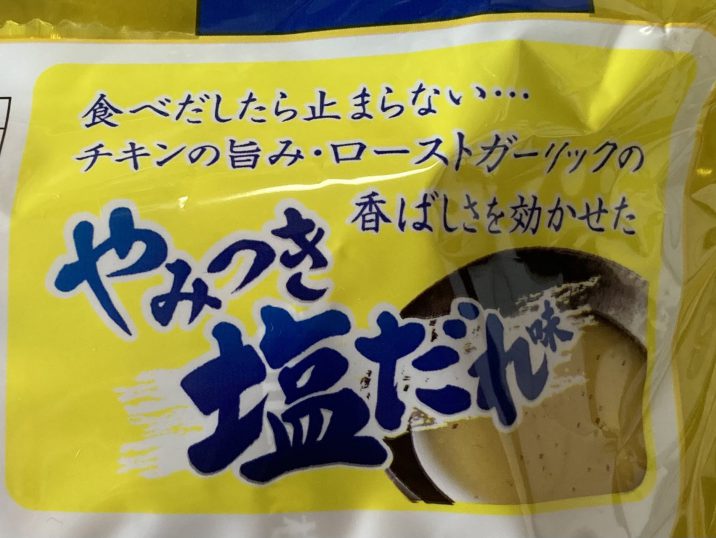 食べだしたら止まらない…
チキンの旨み・ローストガーリックの
香ばしさを効かせた
やみつき
塩だれ味